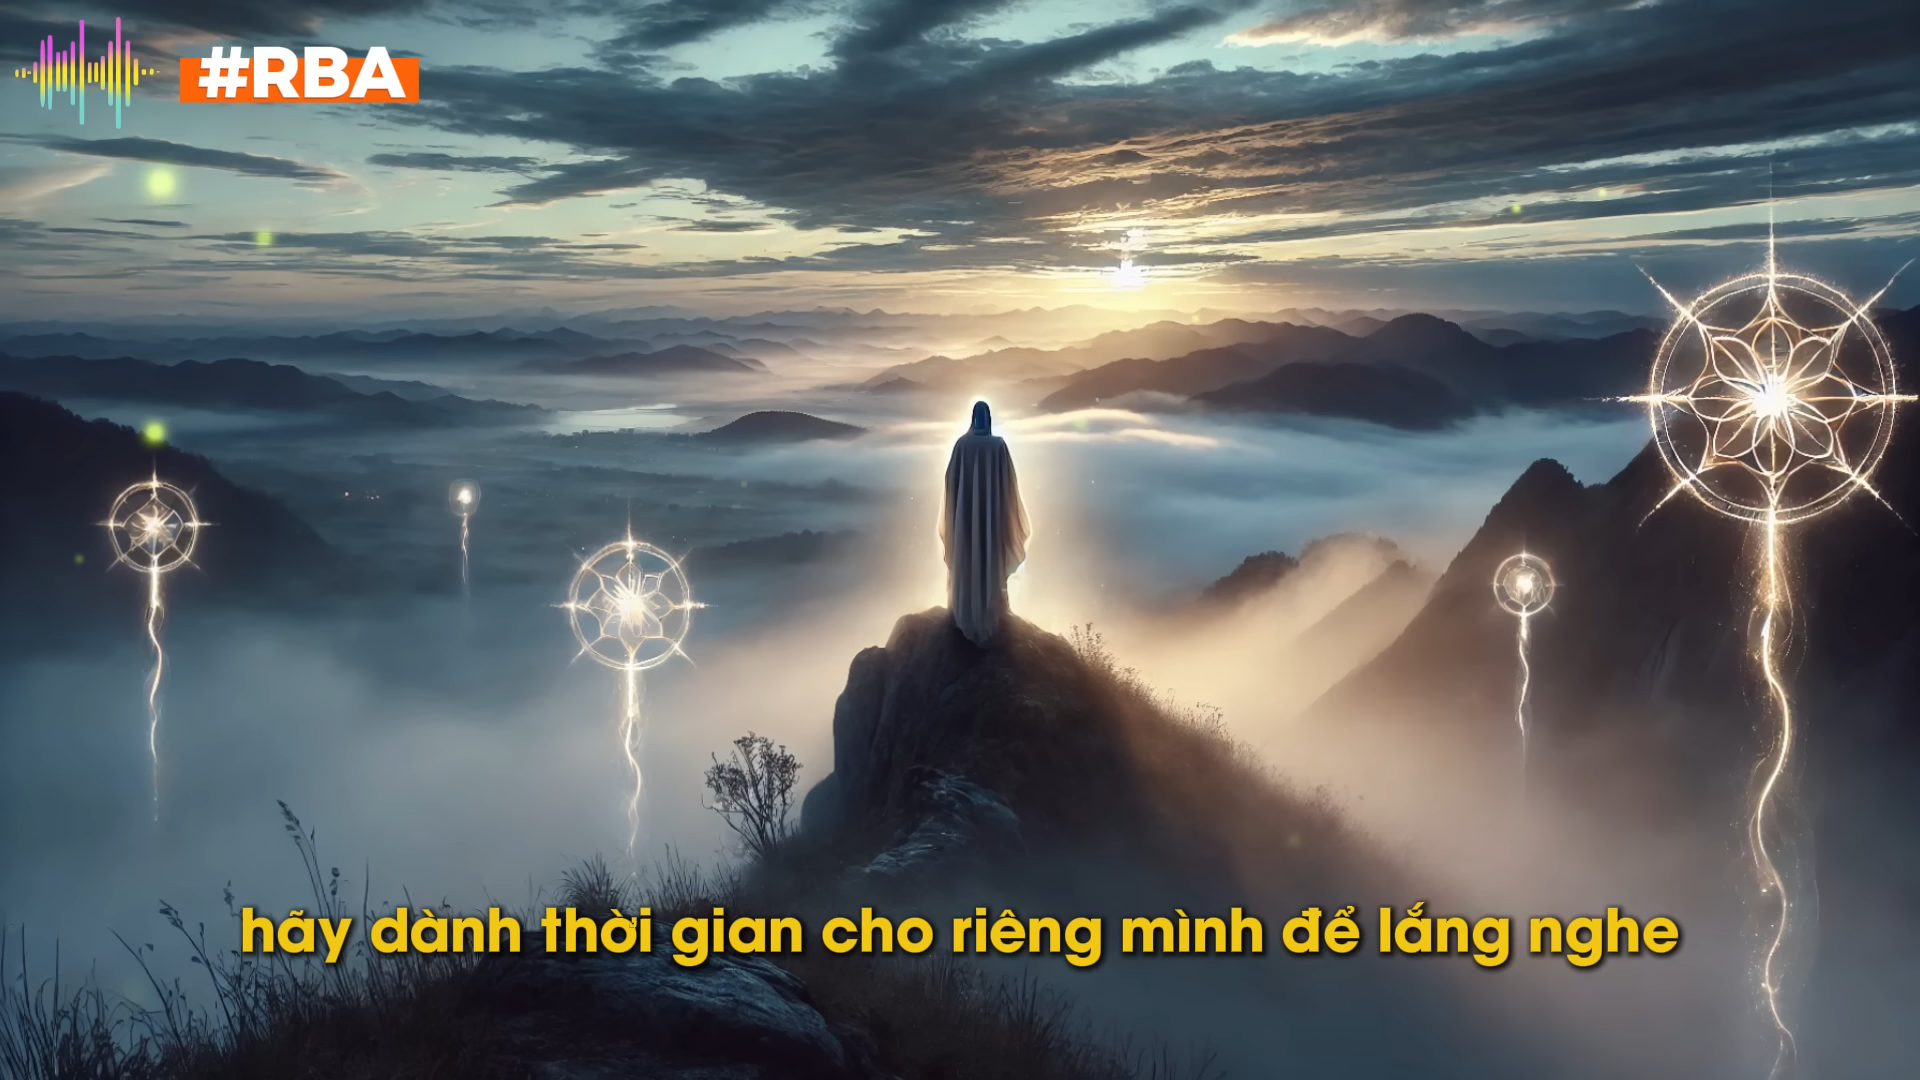 #RBA
hãy dành thời gian cho riêng mình để lắng nghe